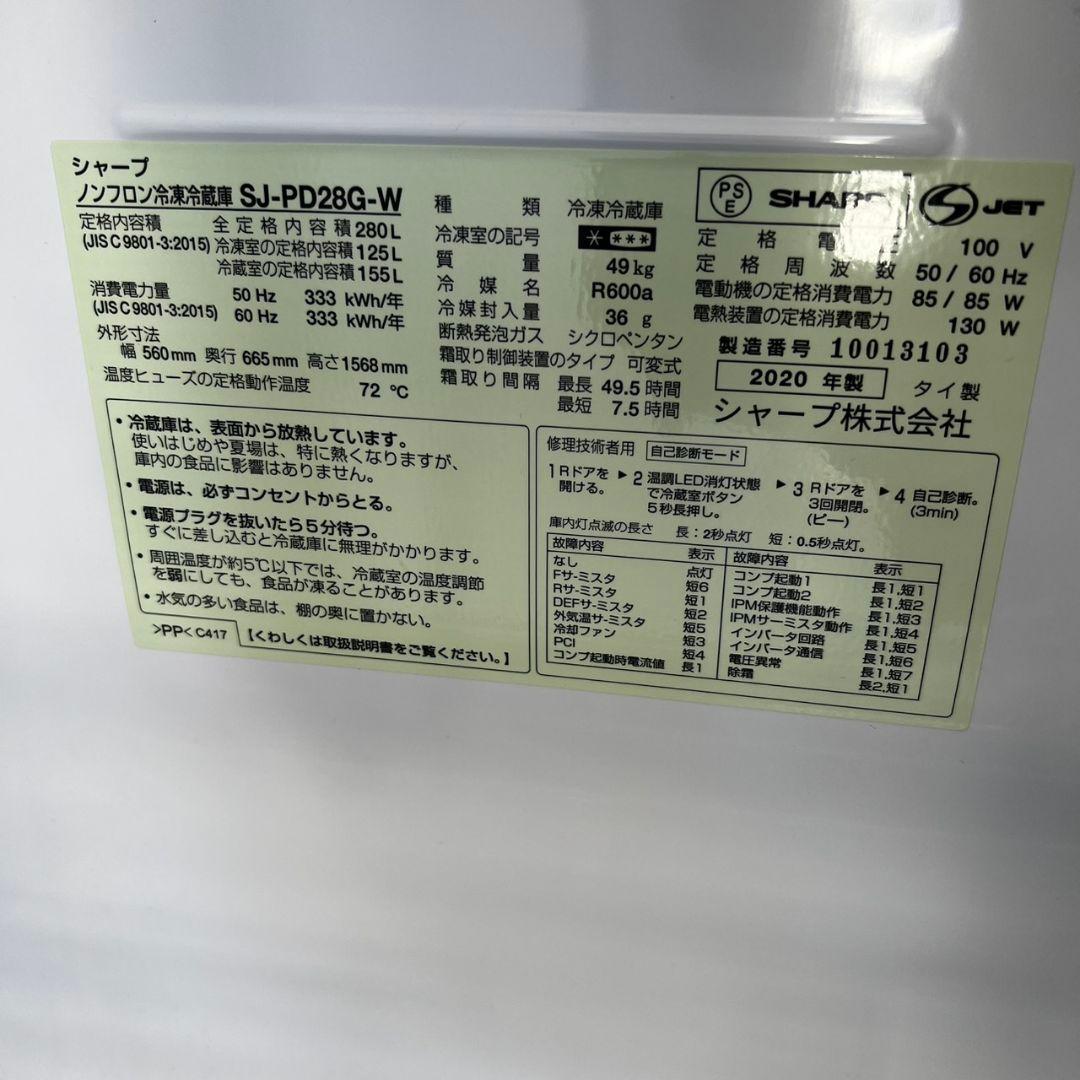 シャープ
ノンフロン冷凍冷蔵庫 SJ-PD28G-W
定格内容積 全定格内容積 280L
(JIS C 9801-3:2015) 冷凍室の定格内容積 125L
冷蔵室の定格内容積 155L
消費電力量 50 Hz 333 kWh/年
(JIS C 9801-3:2015) 60 Hz 333 kWh/年
外形寸法
幅 560mm 奥行 665mm 高さ 1568mm
温度ヒューズの定格動作温度 72 ℃
種類 冷凍冷蔵庫
冷凍室の記号 * ***
質量 49kg
冷媒名 R600a
冷媒封入量 36 g
断熱発泡ガス シクロペンタン
霜取り制御装置のタイプ 可変式
霜取り間隔 最長 49.5 時間
最短 7.5 時間
PS E SHARP S JET
定格電圧 100 V
定格周波数 50 / 60 Hz
電動機の定格消費電力 85 / 85 W
電熱装置の定格消費電力 130 W
製造番号 10013103
2020 年製 タイ製
シャープ株式会社
・冷蔵庫は、表面から放熱しています。
使いはじめや夏場は、特に熱くなりますが、
庫内の食品に影響はありません。
・電源は、必ずコンセントからとる。
・電源プラグを抜いたら5分待つ。
すぐに差し込むと冷蔵庫に無理がかかります。
・周囲温度が約5℃以下では、冷蔵室の温度調節
を弱にしても、食品が凍ることがあります。
・水気の多い食品は、棚の奥に置かない。
>PP< C417 【くわしくは取扱説明書をご覧ください。】
修理技術者用 自己診断モード
1 Rドアを開ける。 ▶ 2 温調LED消灯状態で冷蔵室ボタン5秒長押し。 ▶ 3 Rドアを3回開閉。(ピー) ▶ 4 自己診断。(3min)
庫内灯点滅の長さ 長:2秒点灯 短:0.5秒点灯。
故障内容 表示
なし 点灯
Fサーミスタ 短6
Rサーミスタ 短1
DEFサーミスタ 短2
外気温サーミスタ 短5
冷却ファン 短3
PCI 短4
コンプ起動時電流値 長1
故障内容 表示
コンプ起動1 長1,短1
コンプ起動2 長1,短2
IPM保護機能動作 長1,短3
IPMサーミスタ動作 長1,短4
インバータ回路 長1,短5
インバータ通信 長1,短6
電圧異常 長1,短7
除霜 長2,短1